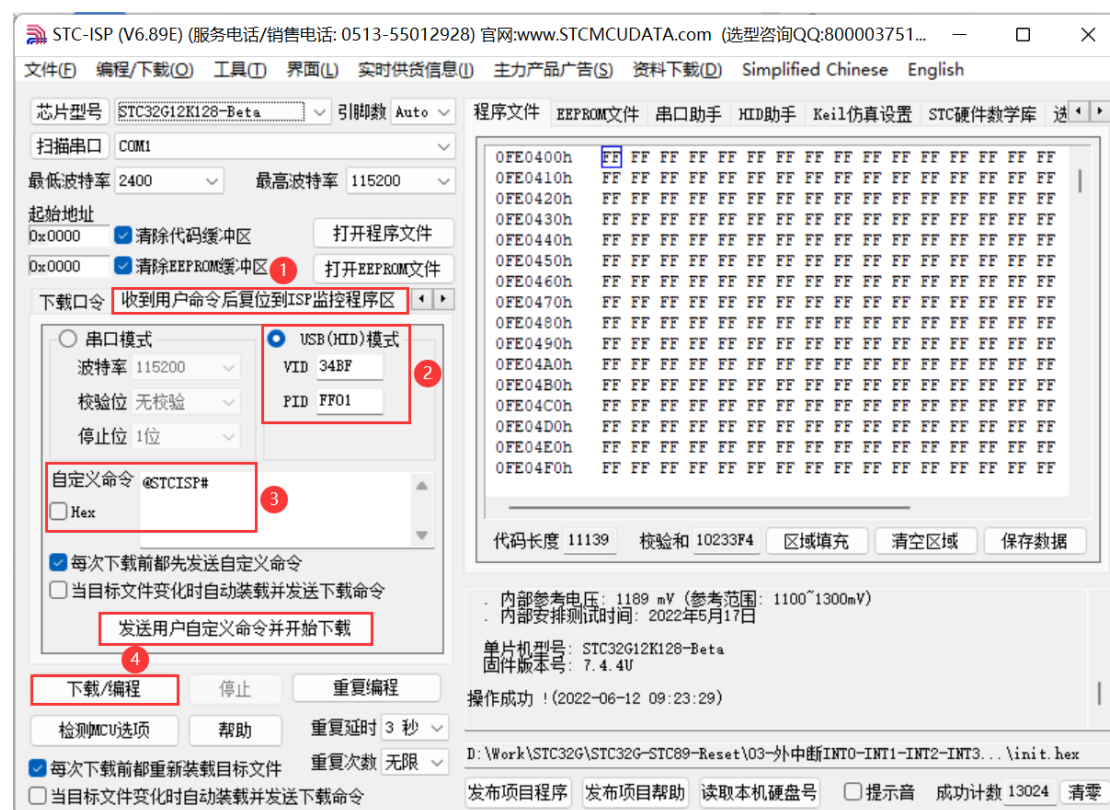 STC-ISP (V6.89E) (服务电话/销售电话: 0513-55012928) 官网:www.STCMCUDATA.com (选型咨询QQ:800003751...
文件(F) 编程/下载(O) 工具(T) 界面(L) 实时供货信息(I) 主力产品广告(S) 资料下载(D) Simplified Chinese English
芯片型号 STC32G12K128-Beta 引脚数 Auto
扫描串口 COM1
最低波特率 2400 最高波特率 115200
起始地址
0x0000 清除代码缓冲区 打开程序文件
0x0000 清除EEPROM缓冲区 1 打开EEPROM文件
下载口令 收到用户命令后复位到ISP监控程序区
串口模式 USB(HID)模式
波特率 115200 VID 34BF 2
校验位 无校验 PID FF01
停止位 1位
自定义命令 @STCISP#
Hex 3
每次下载前都先发送自定义命令
当目标文件变化时自动装载并发送下载命令
发送用户自定义命令并开始下载
4
下载/编程 停止 重复编程
检测MCU选项 帮助 重复延时 3 秒
每次下载前都重新装载目标文件 重复次数 无限
当目标文件变化时自动装载并发送下载命令
程序文件 EEPROM文件 串口助手 HID助手 Keil仿真设置 STC硬件数学库 选
0FE0400h FF FF FF FF FF FF FF FF FF FF FF FF FF FF FF FF
0FE0410h FF FF FF FF FF FF FF FF FF FF FF FF FF FF FF FF
0FE0420h FF FF FF FF FF FF FF FF FF FF FF FF FF FF FF FF
0FE0430h FF FF FF FF FF FF FF FF FF FF FF FF FF FF FF FF
0FE0440h FF FF FF FF FF FF FF FF FF FF FF FF FF FF FF FF
0FE0450h FF FF FF FF FF FF FF FF FF FF FF FF FF FF FF FF
0FE0460h FF FF FF FF FF FF FF FF FF FF FF FF FF FF FF FF
0FE0470h FF FF FF FF FF FF FF FF FF FF FF FF FF FF FF FF
0FE0480h FF FF FF FF FF FF FF FF FF FF FF FF FF FF FF FF
0FE0490h FF FF FF FF FF FF FF FF FF FF FF FF FF FF FF FF
0FE04A0h FF FF FF FF FF FF FF FF FF FF FF FF FF FF FF FF
0FE04B0h FF FF FF FF FF FF FF FF FF FF FF FF FF FF FF FF
0FE04C0h FF FF FF FF FF FF FF FF FF FF FF FF FF FF FF FF
0FE04D0h FF FF FF FF FF FF FF FF FF FF FF FF FF FF FF FF
0FE04E0h FF FF FF FF FF FF FF FF FF FF FF FF FF FF FF FF
0FE04F0h FF FF FF FF FF FF FF FF FF FF FF FF FF FF FF FF
代码长度 11139 校验和 10233F4 区域填充 清空区域 保存数据
. 内部参考电压: 1189 mV (参考范围: 1100~1300mV)
. 内部安排测试时间: 2022年5月17日
单片机型号: STC32G12K128-Beta
固件版本号: 7.4.4U
操作成功 !(2022-06-12 09:23:29)
D:\Work\STC32G\STC32G-STC89-Reset\03-外中断INT0-INT1-INT2-INT3...\init.hex
发布项目程序 发布项目帮助 读取本机硬盘号 提示音 成功计数 13024 清零